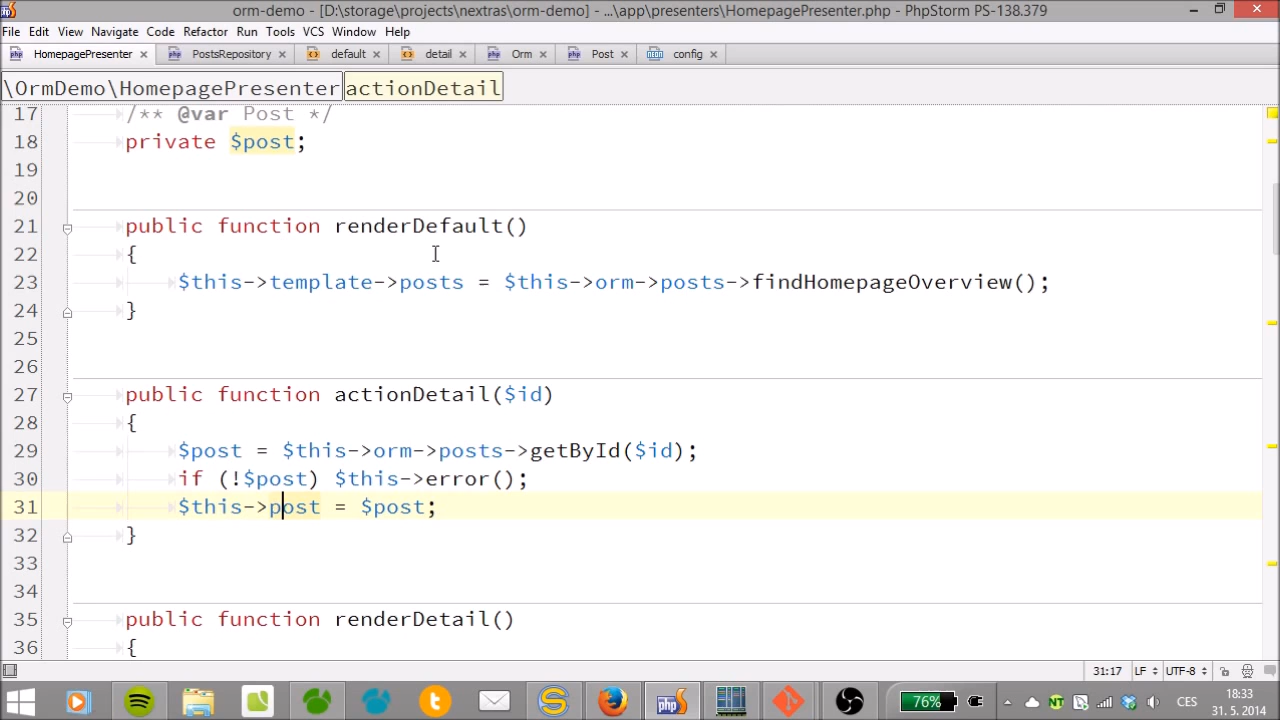 orm-demo - [D:\storage\projects\nextras\orm-demo] - ...\app\presenters\HomepagePresenter.php - PhpStorm PS-138.379
File Edit View Navigate Code Refactor Run Tools VCS Window Help
HomepagePresenter PostsRepository default detail Orm Post config
\OrmDemo\HomepagePresenter actionDetail
17 /** @var Post */
18 private $post;
19
20
21 public function renderDefault()
22 {
23 $this->template->posts = $this->orm->posts->findHomepageOverview();
24 }
25
26
27 public function actionDetail($id)
28 {
29 $post = $this->orm->posts->getById($id);
30 if (!$post) $this->error();
31 $this->post = $post;
32 }
33
34
35 public function renderDetail()
36 {
31:17 LF UTF-8
76% CES 18:33
31. 5. 2014